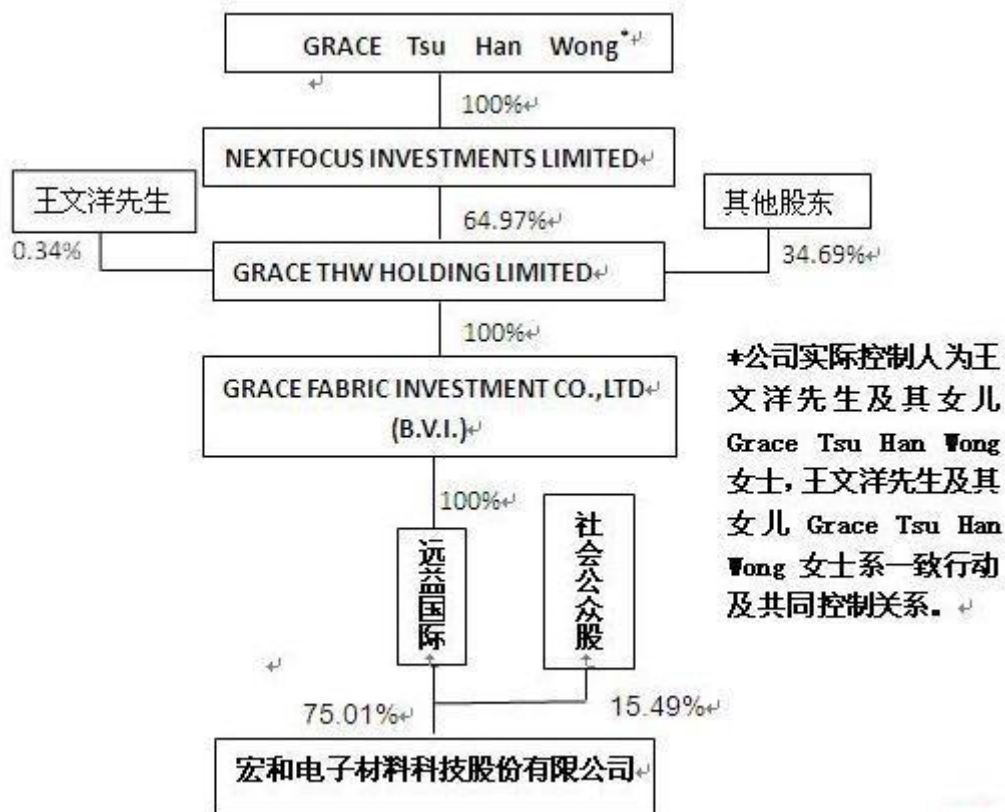 GRACE Tsu Han Wong*
100%
NEXTFOCUS INVESTMENTS LIMITED
王文洋先生
其他股东
64.97%
0.34%
34.69%
GRACE THW HOLDING LIMITED
100%
GRACE FABRIC INVESTMENT CO.,LTD
(B.V.I.)
100%
远益国际
社会公众股
*公司实际控制人为王
文洋先生及其女儿
Grace Tsu Han Wong
女士,王文洋先生及其
女儿 Grace Tsu Han
Wong 女士系一致行动
及共同控制关系。
75.01%
15.49%
宏和电子材料科技股份有限公司